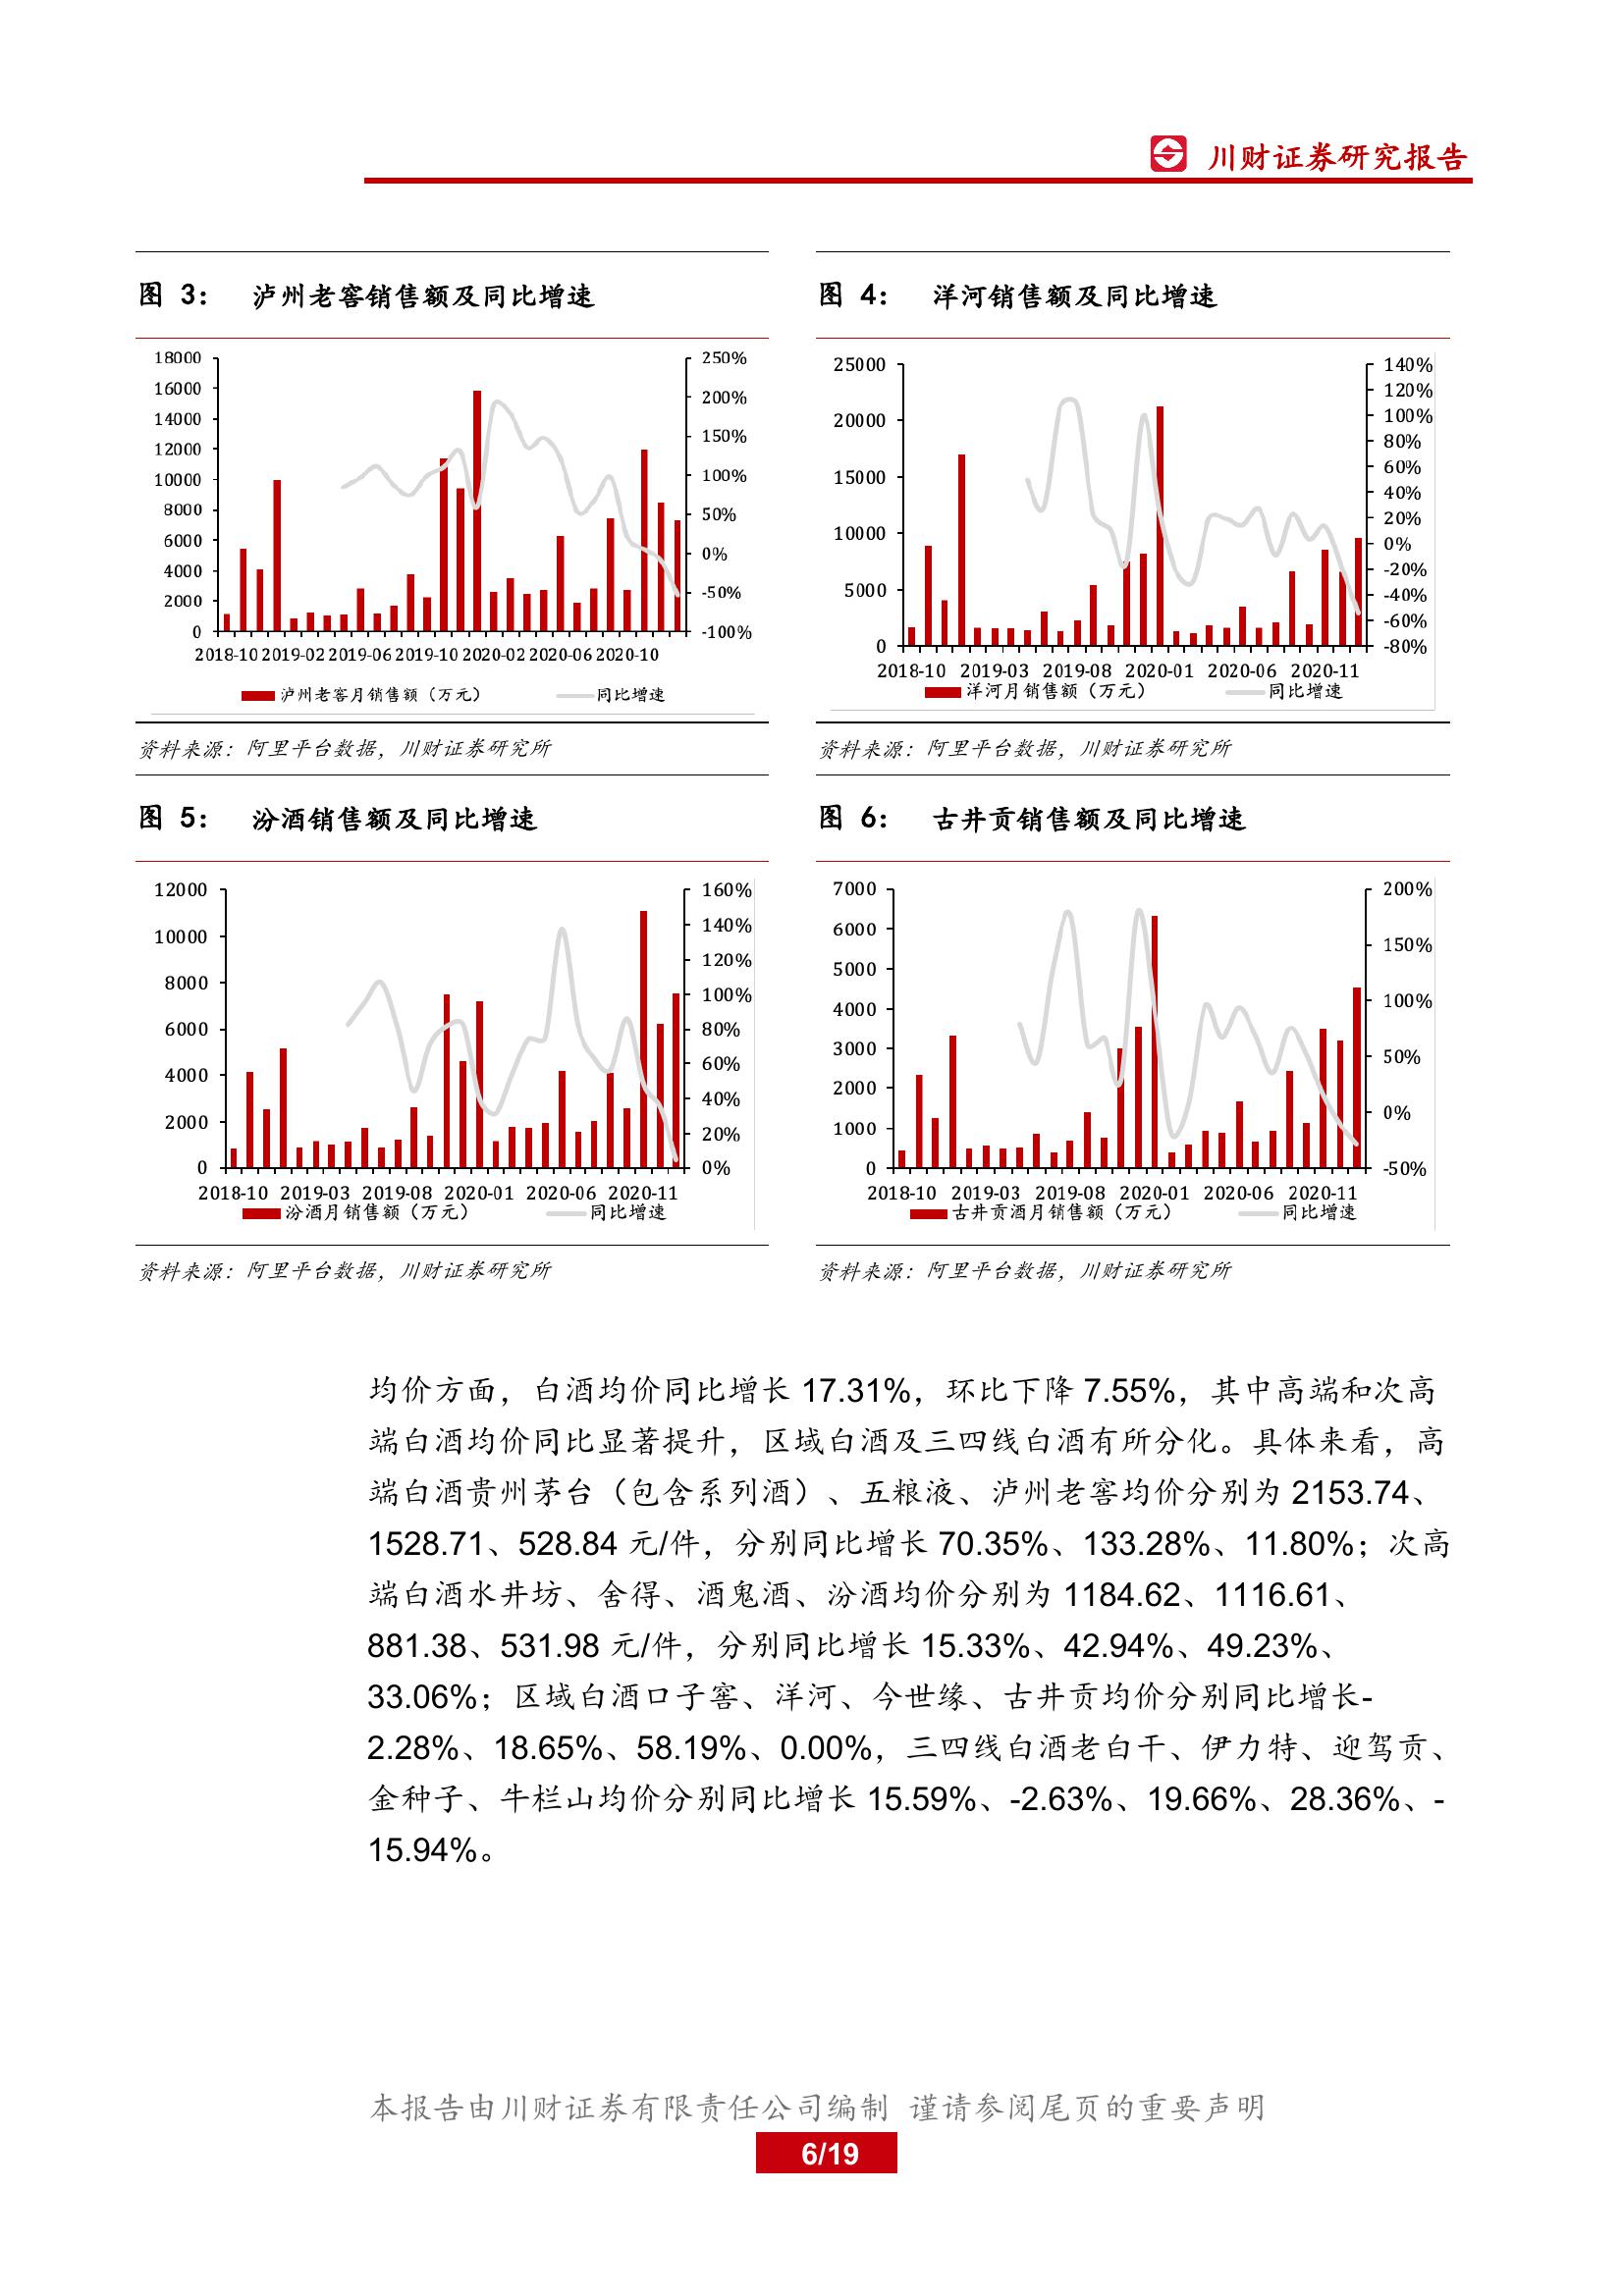 川财证券研究报告
图 3： 泸州老窖销售额及同比增速
18000
16000
14000
12000
10000
8000
6000
4000
2000
0
250%
200%
150%
100%
50%
0%
-50%
-100%
2018-10 2019-02 2019-06 2019-10 2020-02 2020-06 2020-10
泸州老窖月销售额（万元） 同比增速
资料来源：阿里平台数据，川财证券研究所
图 4： 洋河销售额及同比增速
25000
20000
15000
10000
5000
0
140%
120%
100%
80%
60%
40%
20%
0%
-20%
-40%
-60%
-80%
2018-10 2019-03 2019-08 2020-01 2020-06 2020-11
洋河月销售额（万元） 同比增速
资料来源：阿里平台数据，川财证券研究所
图 5： 汾酒销售额及同比增速
12000
10000
8000
6000
4000
2000
0
160%
140%
120%
100%
80%
60%
40%
20%
0%
2018-10 2019-03 2019-08 2020-01 2020-06 2020-11
汾酒月销售额（万元） 同比增速
资料来源：阿里平台数据，川财证券研究所
图 6： 古井贡销售额及同比增速
7000
6000
5000
4000
3000
2000
1000
0
200%
150%
100%
50%
0%
-50%
2018-10 2019-03 2019-08 2020-01 2020-06 2020-11
古井贡酒月销售额（万元） 同比增速
资料来源：阿里平台数据，川财证券研究所
均价方面，白酒均价同比增长 17.31%，环比下降 7.55%，其中高端和次高
端白酒均价同比显著提升，区域白酒及三四线白酒有所分化。具体来看，高
端白酒贵州茅台（包含系列酒）、五粮液、泸州老窖均价分别为 2153.74、
1528.71、528.84 元/件，分别同比增长 70.35%、133.28%、11.80%；次高
端白酒水井坊、舍得、酒鬼酒、汾酒均价分别为 1184.62、1116.61、
881.38、531.98 元/件，分别同比增长 15.33%、42.94%、49.23%、
33.06%；区域白酒口子窖、洋河、今世缘、古井贡均价分别同比增长-
2.28%、18.65%、58.19%、0.00%，三四线白酒老白干、伊力特、迎驾贡、
金种子、牛栏山均价分别同比增长 15.59%、-2.63%、19.66%、28.36%、-
15.94%。
本报告由川财证券有限责任公司编制 谨请参阅尾页的重要声明
6/19